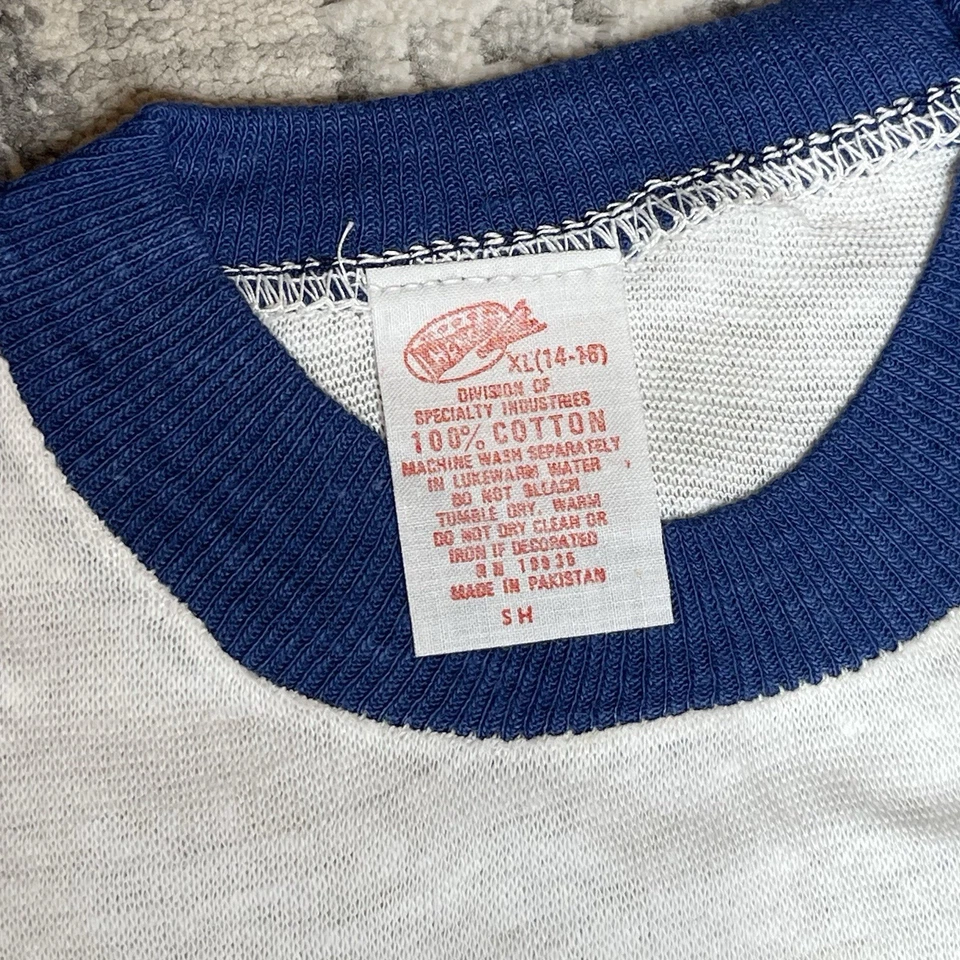 XL(14-16)
DIVISION OF
SPECIALTY INDUSTRIES
100% COTTON
MACHINE WASH SEPARATELY
IN LUKEWARM WATER
DO NOT BLEACH
TUMBLE DRY. WARM
DO NOT DRY CLEAN OR
IRON IF DECORATED
RN
MADE IN PAKISTAN
SH